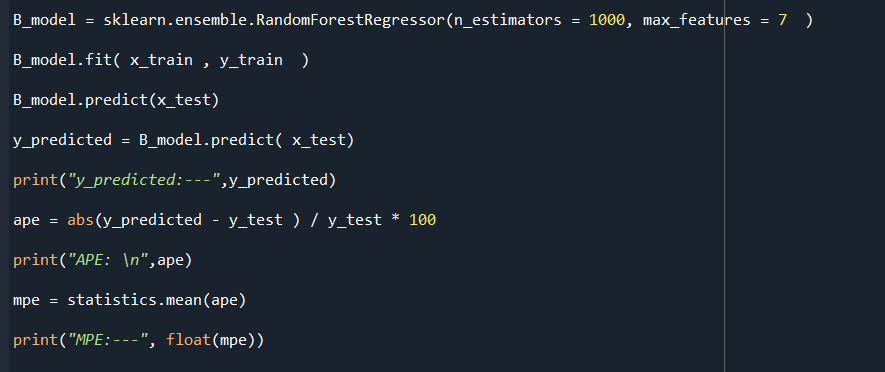 B_model = sklearn.ensemble.RandomForestRegressor(n_estimators = 1000, max_features = 7  )
B_model.fit( x_train , y_train  )
B_model.predict(x_test)
y_predicted = B_model.predict( x_test)
print("y_predicted:---",y_predicted)
ape = abs(y_predicted - y_test ) / y_test * 100
print("APE: \n",ape)
mpe = statistics.mean(ape)
print("MPE:---", float(mpe))